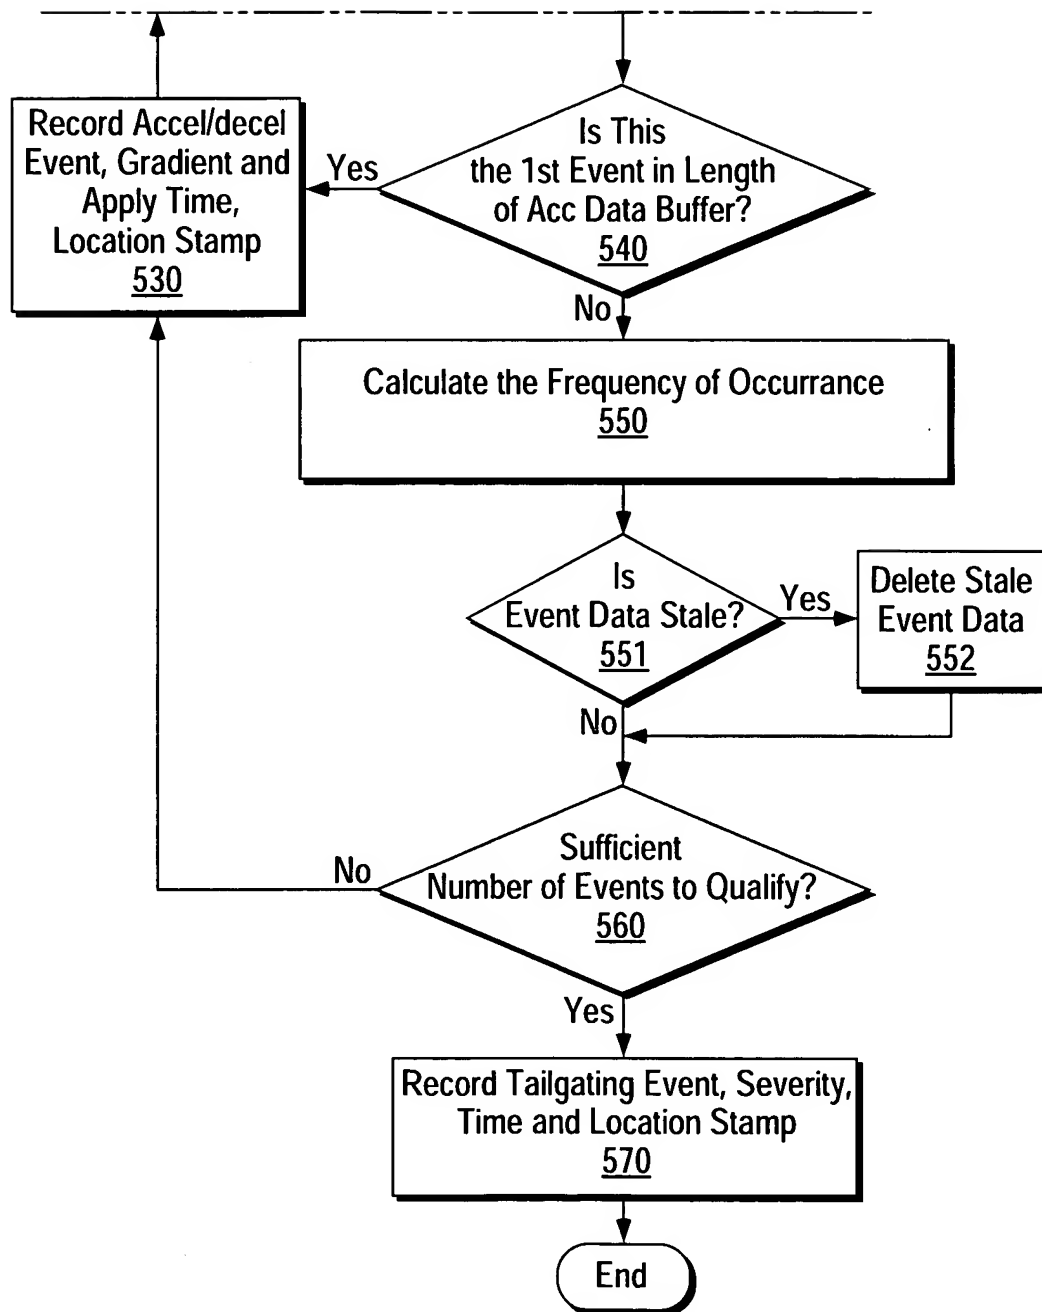 Record Accel/decel
Event, Gradient and
Apply Time,
Location Stamp
530
Yes
Is This
the 1st Event in Length
of Acc Data Buffer?
540
No
Calculate the Frequency of Occurrance
550
Is
Event Data Stale?
551
Yes
Delete Stale
Event Data
552
No
Sufficient
Number of Events to Qualify?
560
No
Yes
Record Tailgating Event, Severity,
Time and Location Stamp
570
End